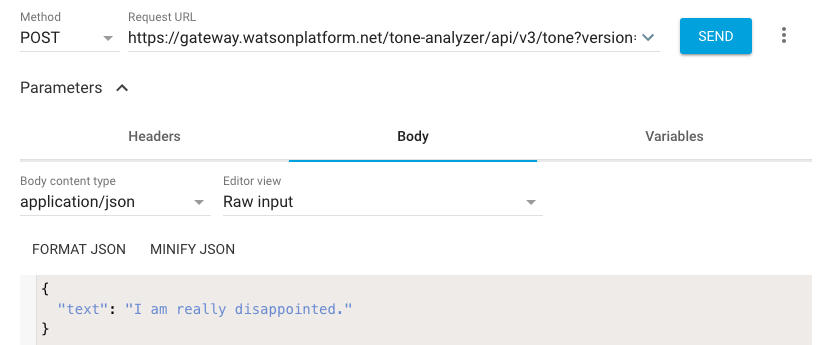 Method
Request URL
POST
https://gateway.watsonplatform.net/tone-analyzer/api/v3/tone?version=
SEND
Parameters
Headers
Body
Variables
Body content type
Editor view
application/json
Raw input
FORMAT JSON
MINIFY JSON
{
"text": "I am really disappointed."
}